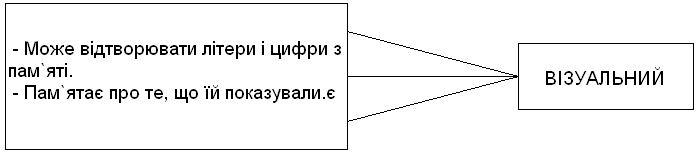 - Може відтворювати літери і цифри з
пам`яті.
- Пам`ятає про те, що їй показували.є
ВІЗУАЛЬНИЙ